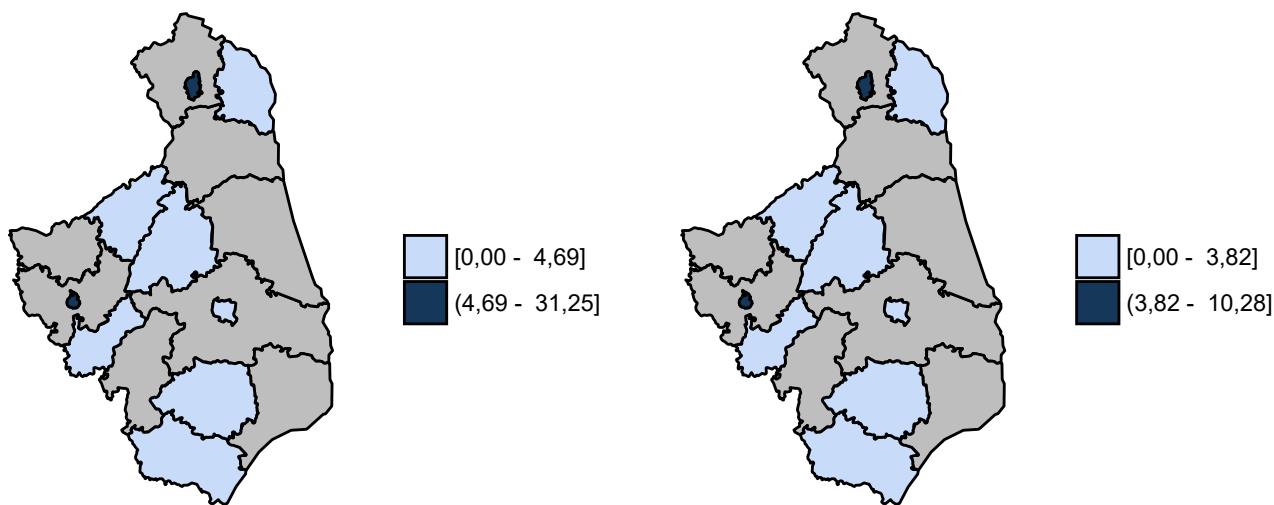 [0,00 -  4,69]
(4,69 -  31,25]
[0,00 -  3,82]
(3,82 -  10,28]